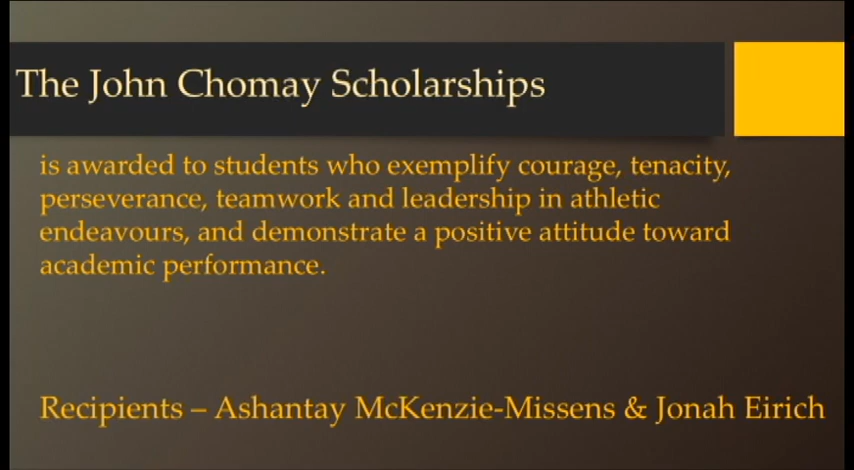 The John Chomay Scholarships
is awarded to students who exemplify courage, tenacity,
perseverance, teamwork and leadership in athletic
endeavours, and demonstrate a positive attitude toward
academic performance.
Recipients – Ashantay McKenzie-Missens & Jonah Eirich